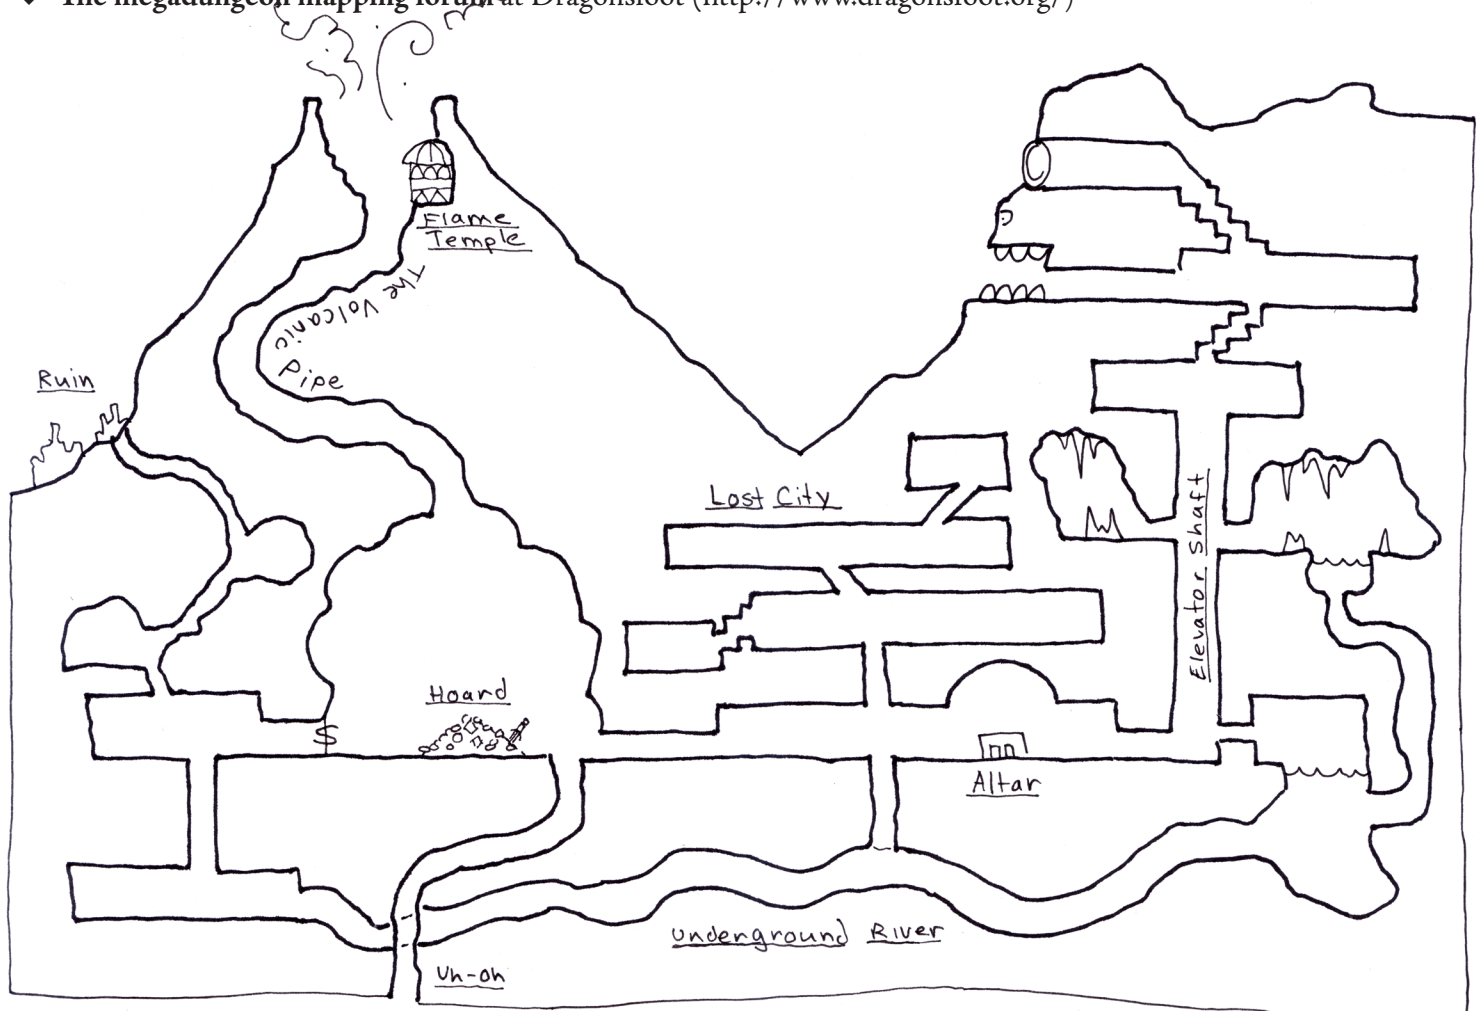 The megadungeon mapping forum at Dragonsfoot (http://www.dragonsfoot.org/)
Flame
Temple
The Volcanic
Pipe
Ruin
Lost City
Elevator Shaft
Hoard
$
Altar
Underground River
Uh-oh